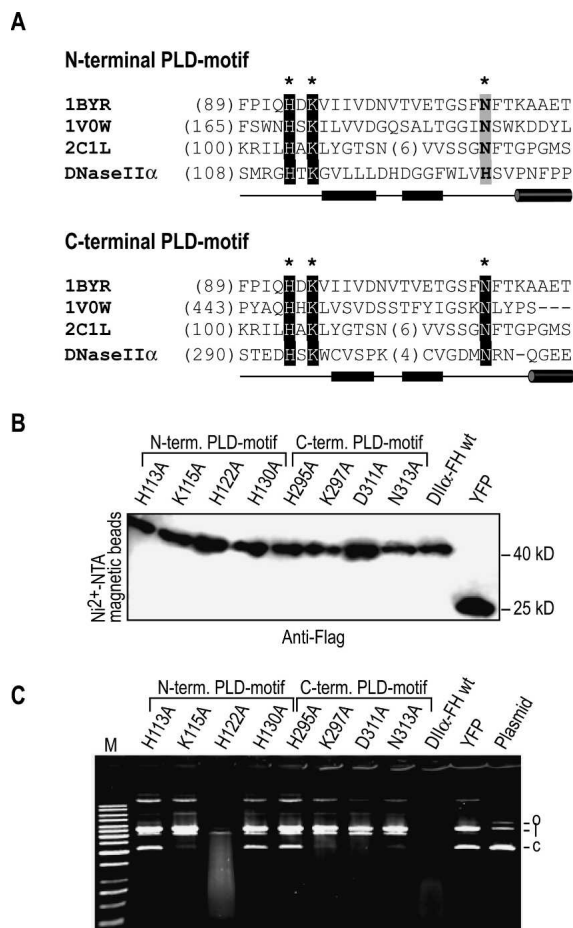 A
N-terminal PLD-motif
* * *
1BYR (89) FPIQHDKVIIVDNVTVETGSFNFTKAAET
1V0W (165) FSWNHSKILVVDGQSALTGGINSWKDDYL
2C1L (100) KRILHAKLYGTSN(6)VVSSGNFTGPGMS
DNaseIIα (108) SMRGHTKGVLLLDHDGGFWLVHSVPNFPP
C-terminal PLD-motif
* * *
1BYR (89) FPIQHDKVIIVDNVTVETGSFNFTKAAET
1V0W (443) PYAQHHKLVSVDSSTFYIGSKNLYPS---
2C1L (100) KRILHAKLYGTSN(6)VVSSGNFTGPGMS
DNaseIIα (290) STEDHSKWCVSPK(4)CVGDMNRN-QGEE
B
N-term. PLD-motif C-term. PLD-motif
H113A K115A H122A H130A H295A K297A D311A N313A DIIα-FH wt YFP
Ni2+-NTA
magnetic beads
40 kD
25 kD
Anti-Flag
C
N-term. PLD-motif C-term. PLD-motif
M H113A K115A H122A H130A H295A K297A D311A N313A DIIα-FH wt YFP Plasmid
O
l
C